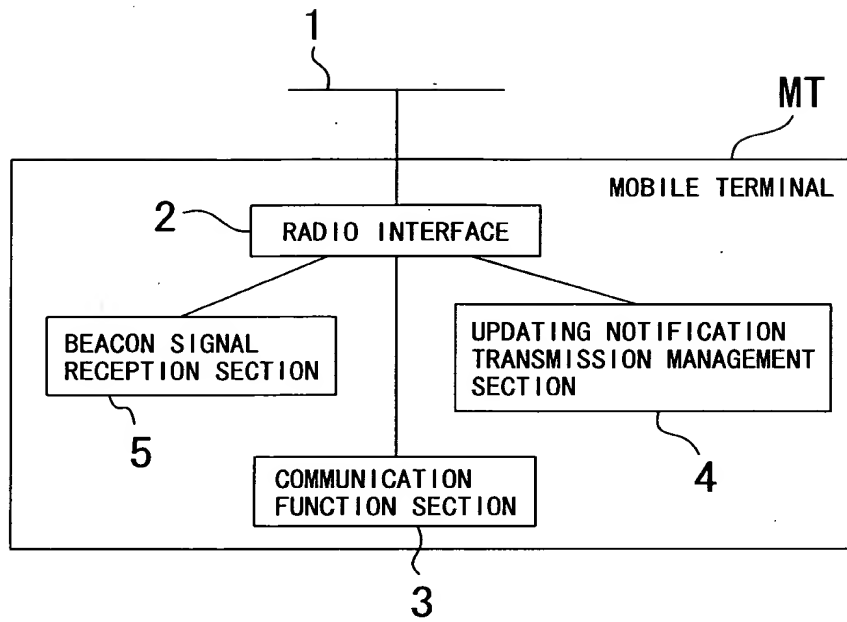 1
MT
MOBILE TERMINAL
2
RADIO INTERFACE
BEACON SIGNAL
RECEPTION SECTION
UPDATING NOTIFICATION
TRANSMISSION MANAGEMENT
SECTION
5
4
COMMUNICATION
FUNCTION SECTION
3